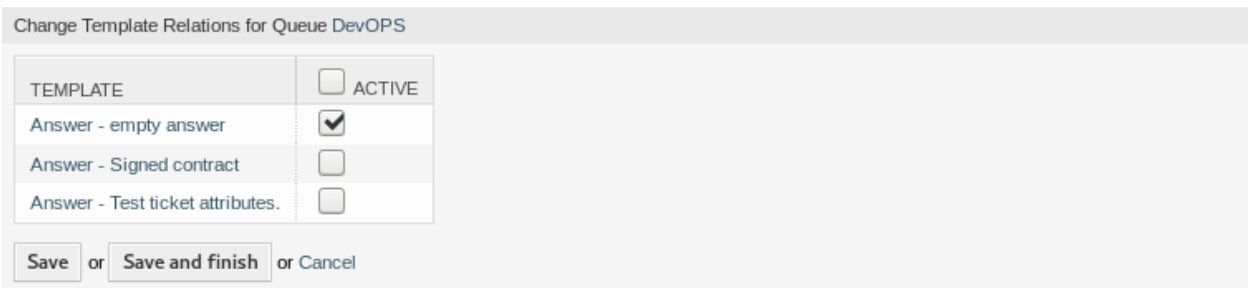 Change Template Relations for Queue DevOPS
TEMPLATE ACTIVE
Answer - empty answer
Answer - Signed contract
Answer - Test ticket attributes.
Save or Save and finish or Cancel